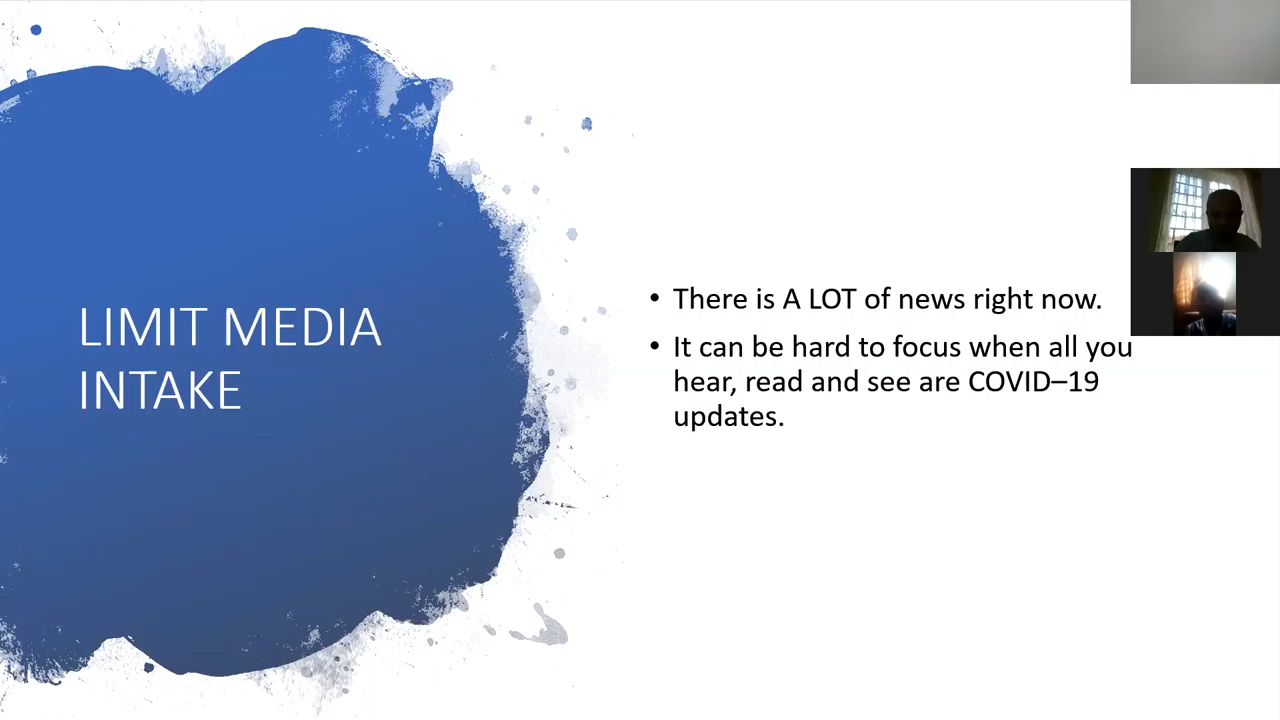 LIMIT MEDIA
INTAKE
• There is A LOT of news right now.
• It can be hard to focus when all you
hear, read and see are COVID–19
updates.